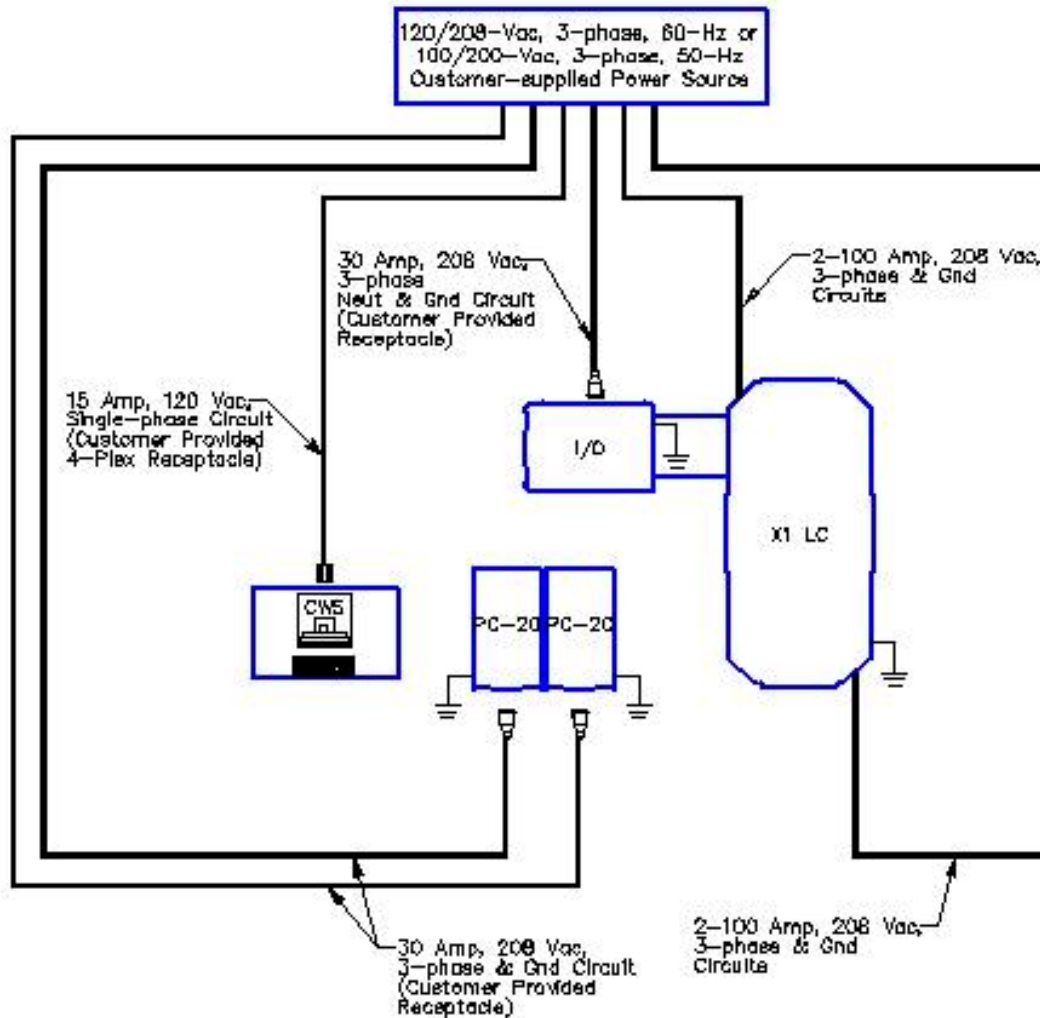 120/208-Vac, 3-phase, 60-Hz or
100/200-Vac, 3-phase, 50-Hz
Customer-supplied Power Source
30 Amp, 208 Vac,
3-phase
Neut & Gnd Circuit
(Customer Provided
Receptacle)
2-100 Amp, 208 Vac,
3-phase & Gnd
Circuits
15 Amp, 120 Vac,
Single-phase Circuit
(Customer Provided
4-Plex Receptacle)
I/O
X1 LC
CWS
PC-20
PC-20
2-100 Amp, 208 Vac,
3-phase & Gnd
Circuits
30 Amp, 208 Vac,
3-phase & Gnd Circuit
(Customer Provided
Receptacle)